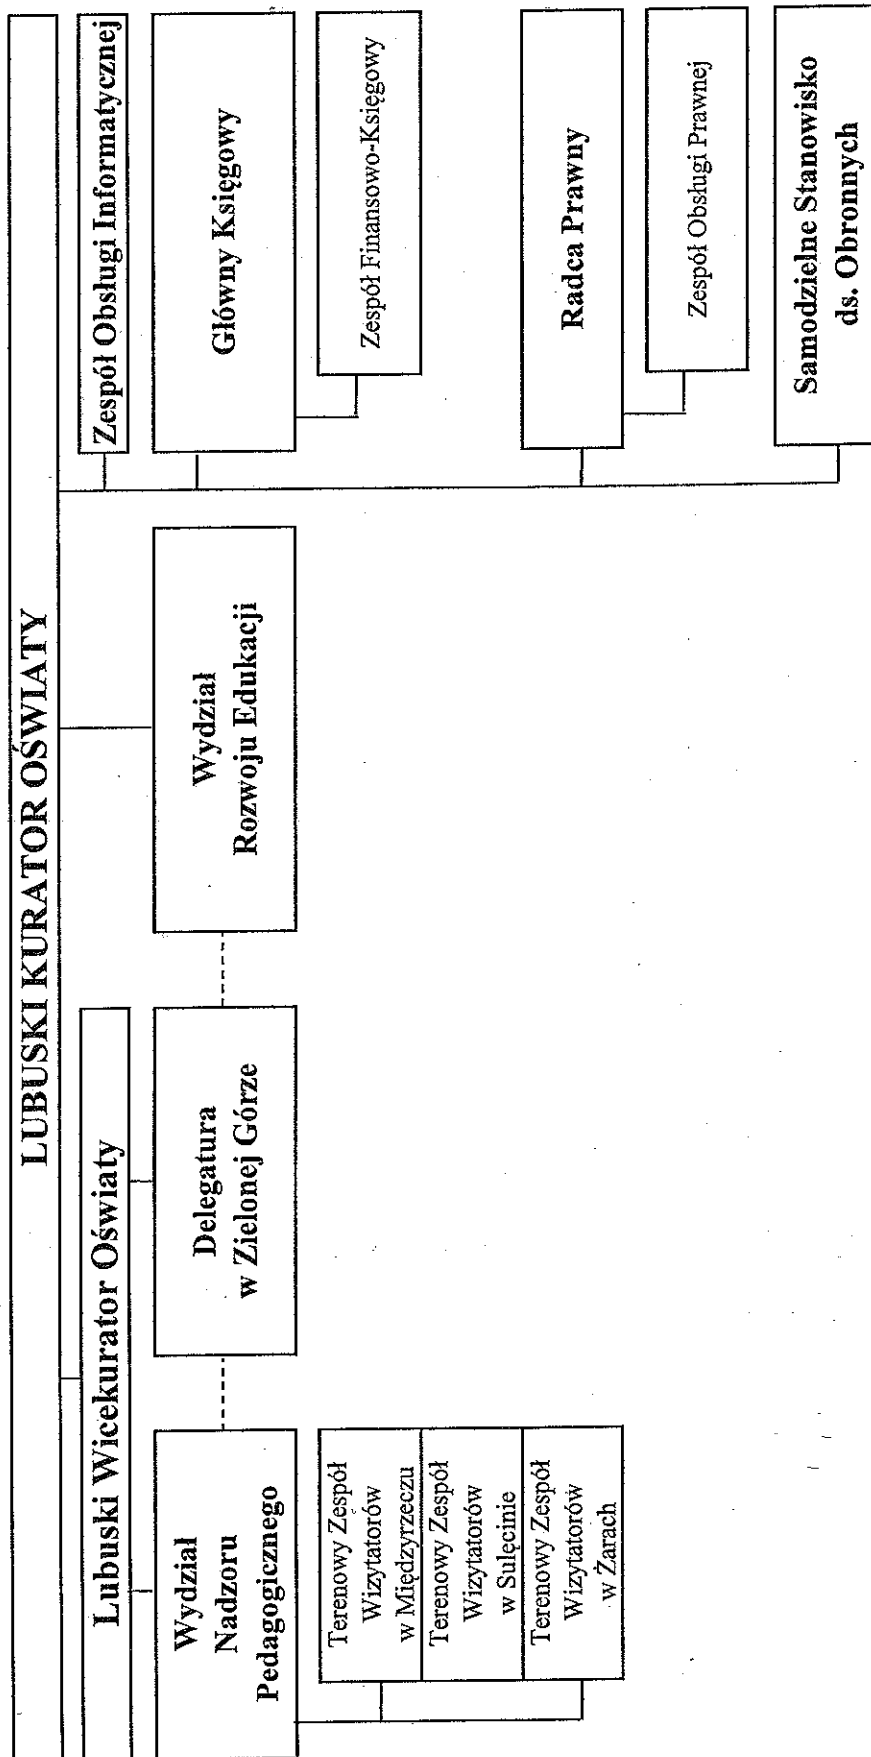 LUBUSKI KURATOR OŚWIATY
Lubuski Wicekurator Oświaty
Wydział
Nadzoru
Pedagogicznego
Terenowy Zespół
Wizytatorów
w Międzyrzeczu
Terenowy Zespół
Wizytatorów
w Sulęcinie
Terenowy Zespół
Wizytatorów
w Żarach
Delegatura
w Zielonej Górze
Wydział
Rozwoju Edukacji
Zespół Obsługi Informatycznej
Główny Księgowy
Zespół Finansowo-Księgowy
Radca Prawny
Zespół Obsługi Prawnej
Samodzielne Stanowisko
ds. Obronnych